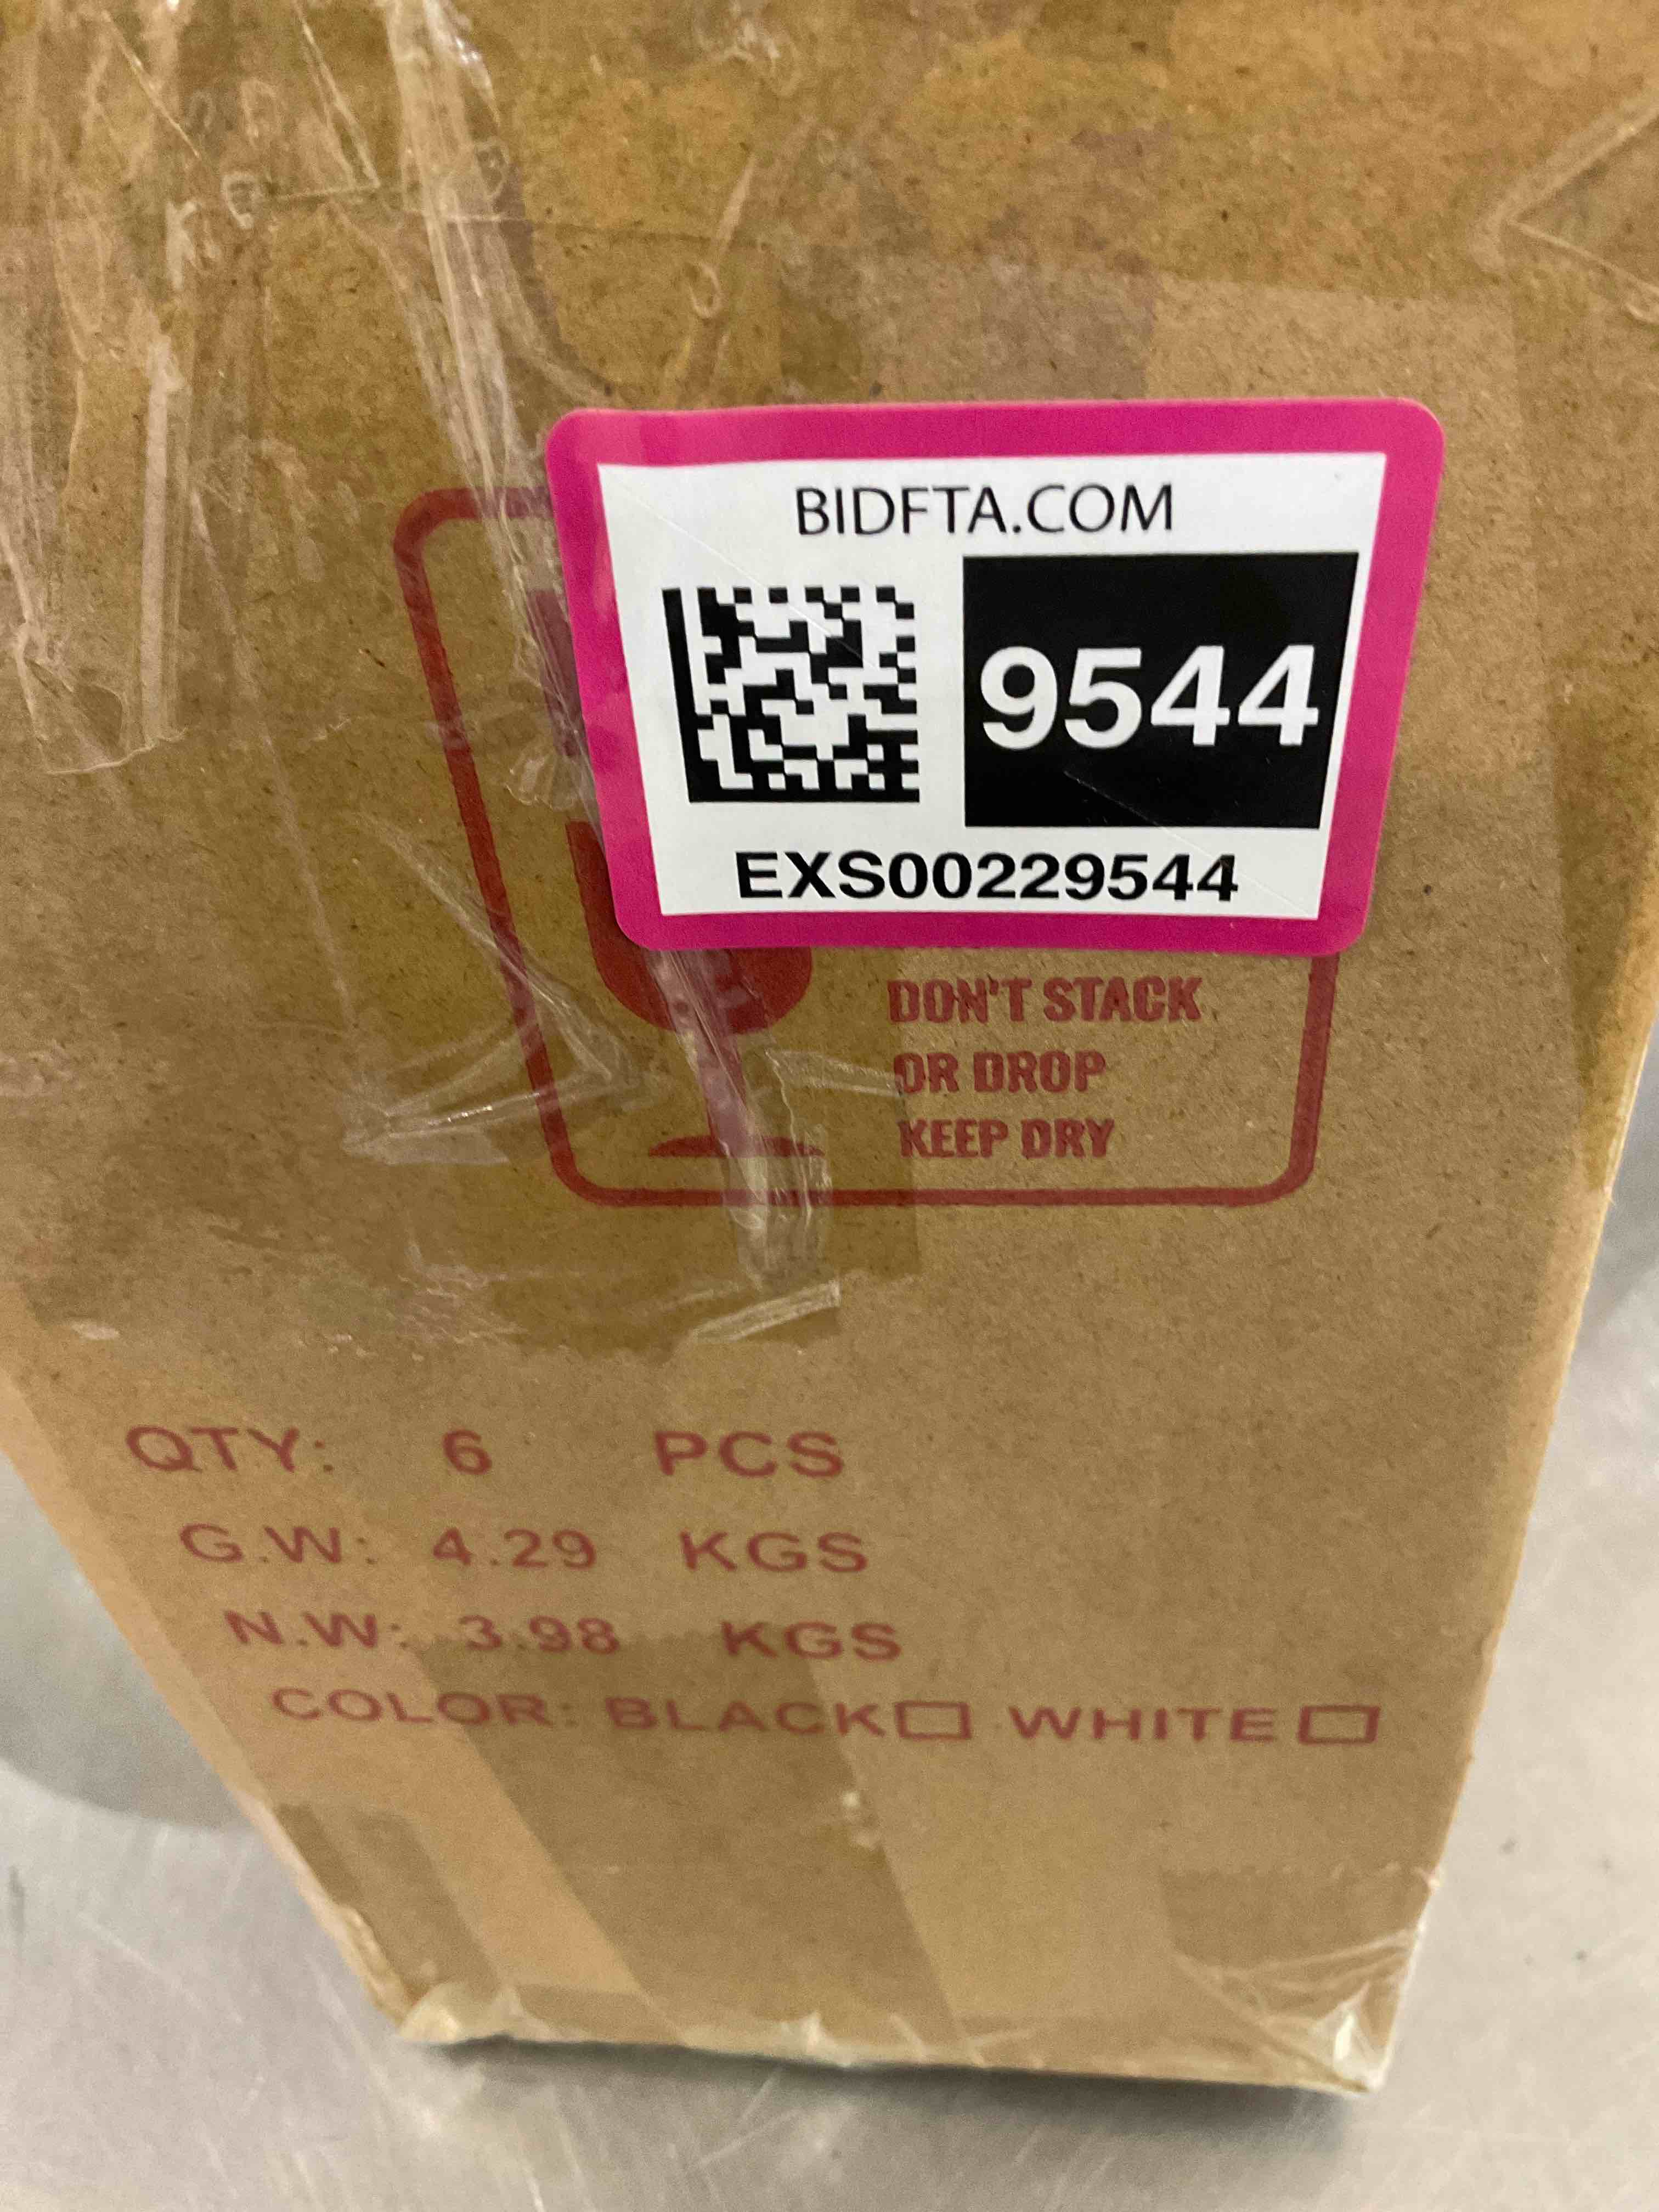 BIDFTA.COM
9544
EXS00229544
DON'T STACK
OR DROP
KEEP DRY
QTY: 6 PCS
G.W: 4.29 KGS
N.W: 3.98 KGS
COLOR: BLACK□ WHITE□